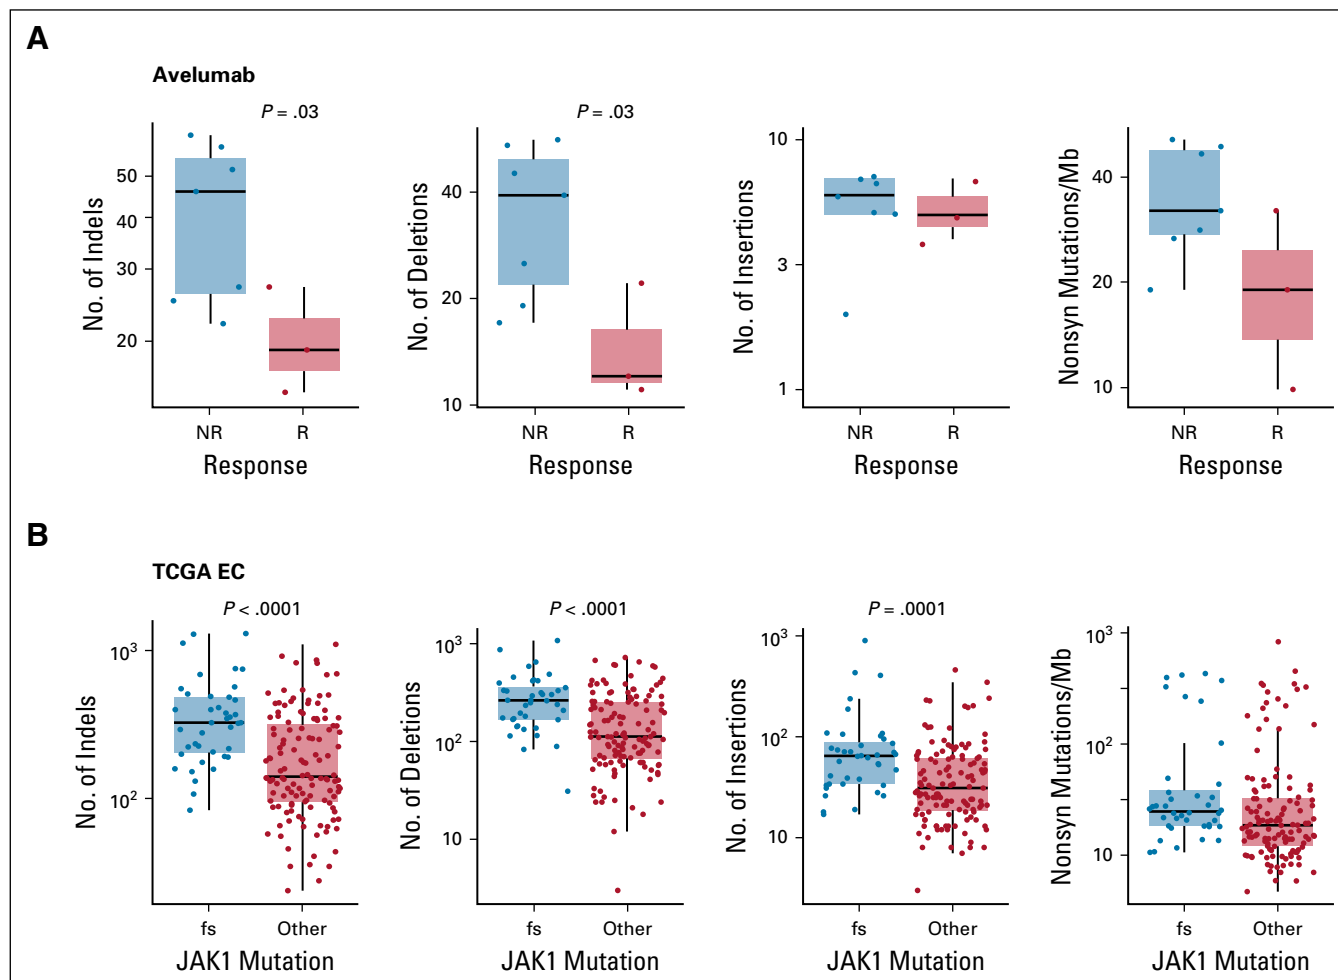 A
Avelumab
P = .03
No. of Indels
50
40
30
20
NR
R
Response
P = .03
No. of Deletions
40
20
10
NR
R
Response
No. of Insertions
10
3
1
NR
R
Response
Nonsyn Mutations/Mb
40
20
10
NR
R
Response
B
TCGA EC
P < .0001
No. of Indels
10³
10²
fs
Other
JAK1 Mutation
P < .0001
No. of Deletions
10³
10²
10
fs
Other
JAK1 Mutation
P = .0001
No. of Insertions
10³
10²
10
fs
Other
JAK1 Mutation
Nonsyn Mutations/Mb
10³
10²
10
fs
Other
JAK1 Mutation